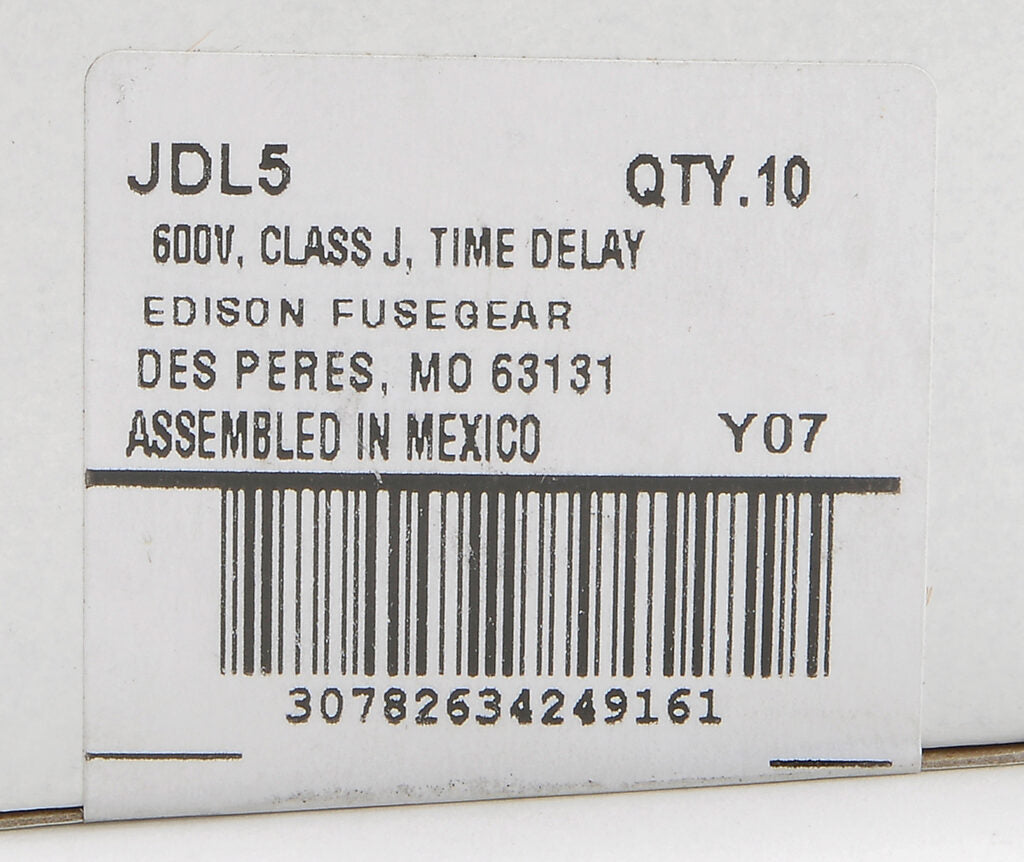 JDL5 QTY.10
600V, CLASS J, TIME DELAY
EDISON FUSEGEAR
DES PERES, MO 63131
ASSEMBLED IN MEXICO Y07
30782634249161